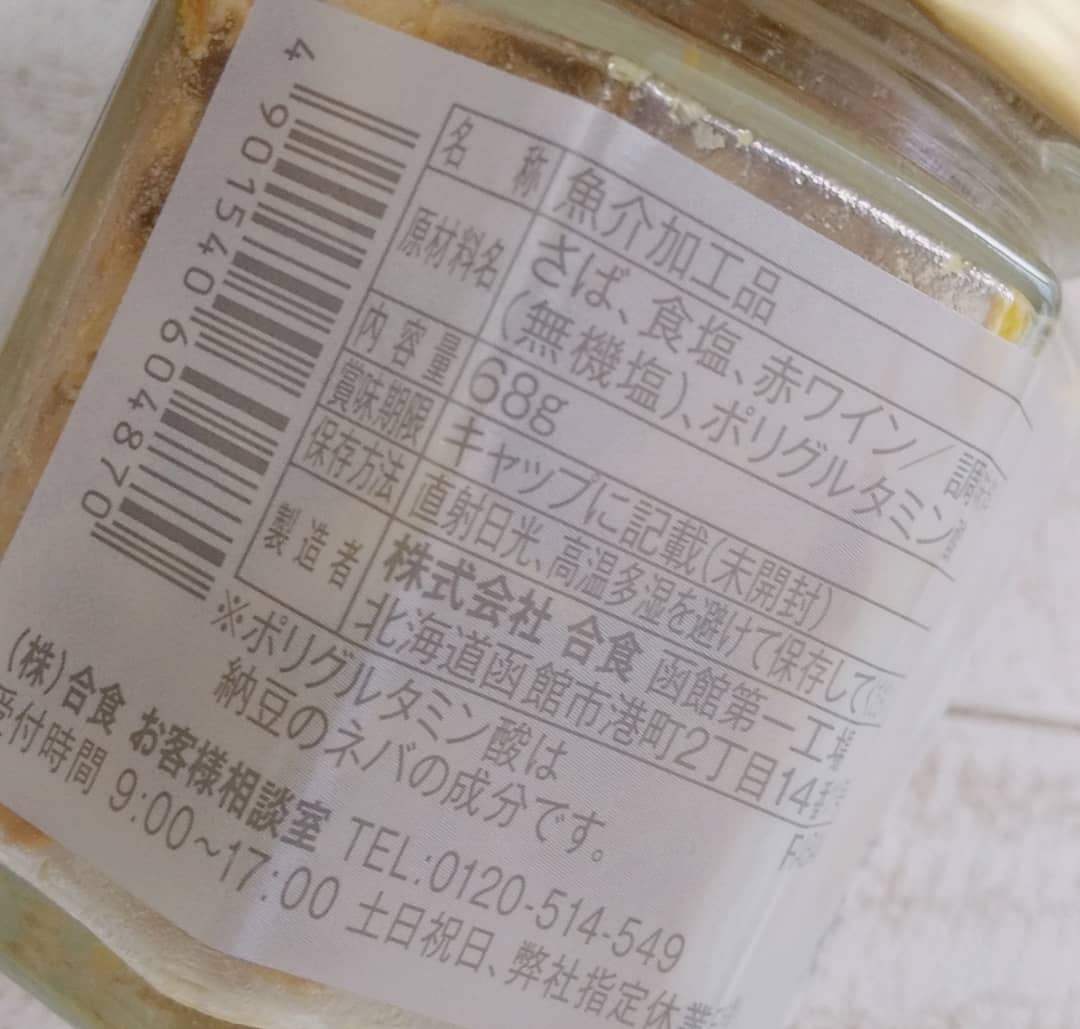 名称 魚介加工品
原材料名 さば、食塩、赤ワイン/調
(無機塩)、ポリグルタミン
内容量 68g
賞味期限 キャップに記載(未開封)
保存方法 直射日光、高温多湿を避けて保存して
製造者 株式会社 合食 函館第一工
北海道函館市港町2丁目14
※ポリグルタミン酸は
納豆のネバの成分です。
(株)合食 お客様相談室 TEL:0120-514-549
受付時間 9:00~17:00 土日祝日、弊社指定休業
4 901540 604870